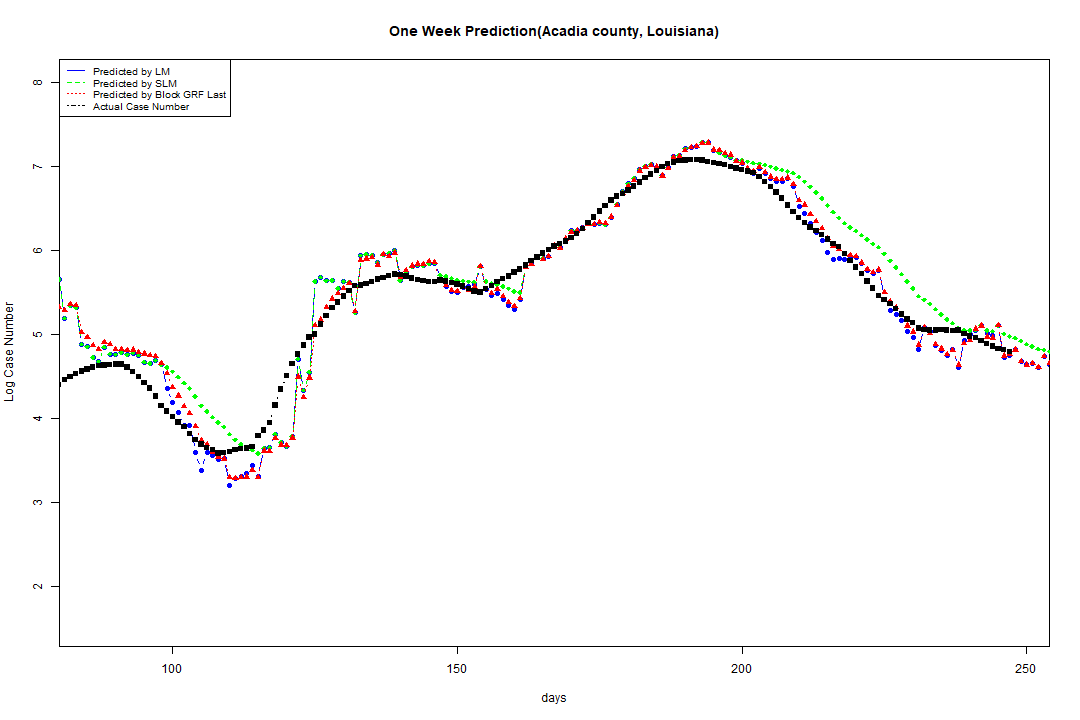 One Week Prediction(Acadia county, Louisiana)
Predicted by LM
Predicted by SLM
Predicted by Block GRF Last
Actual Case Number
8
7
6
5
4
3
2
Log Case Number
100
150
200
250
days